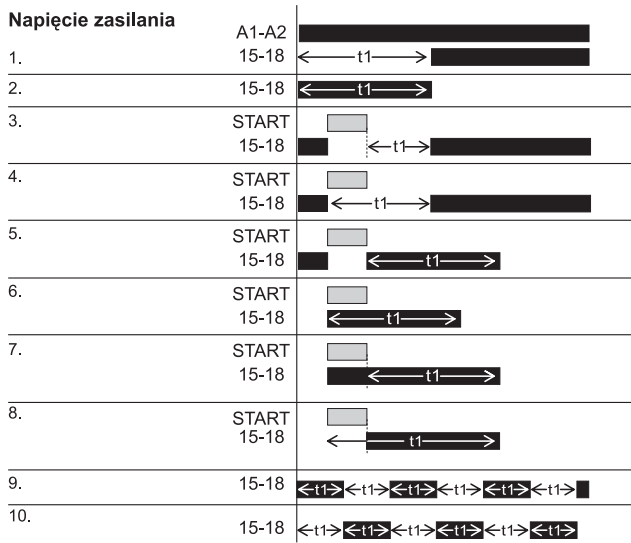 Napięcie zasilania A1-A2
1. 15-18 t1
2. 15-18 t1
3. START
15-18 t1
4. START
15-18 t1
5. START
15-18 t1
6. START
15-18 t1
7. START
15-18 t1
8. START
15-18 t1
9. 15-18 t1 t1 t1 t1 t1 t1
10. 15-18 t1 t1 t1 t1 t1 t1